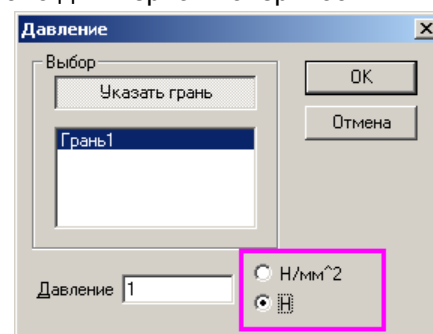 Давление
Выбор
Указать грань
Грань1
OK
Отмена
Давление 1
Н/мм^2
Н